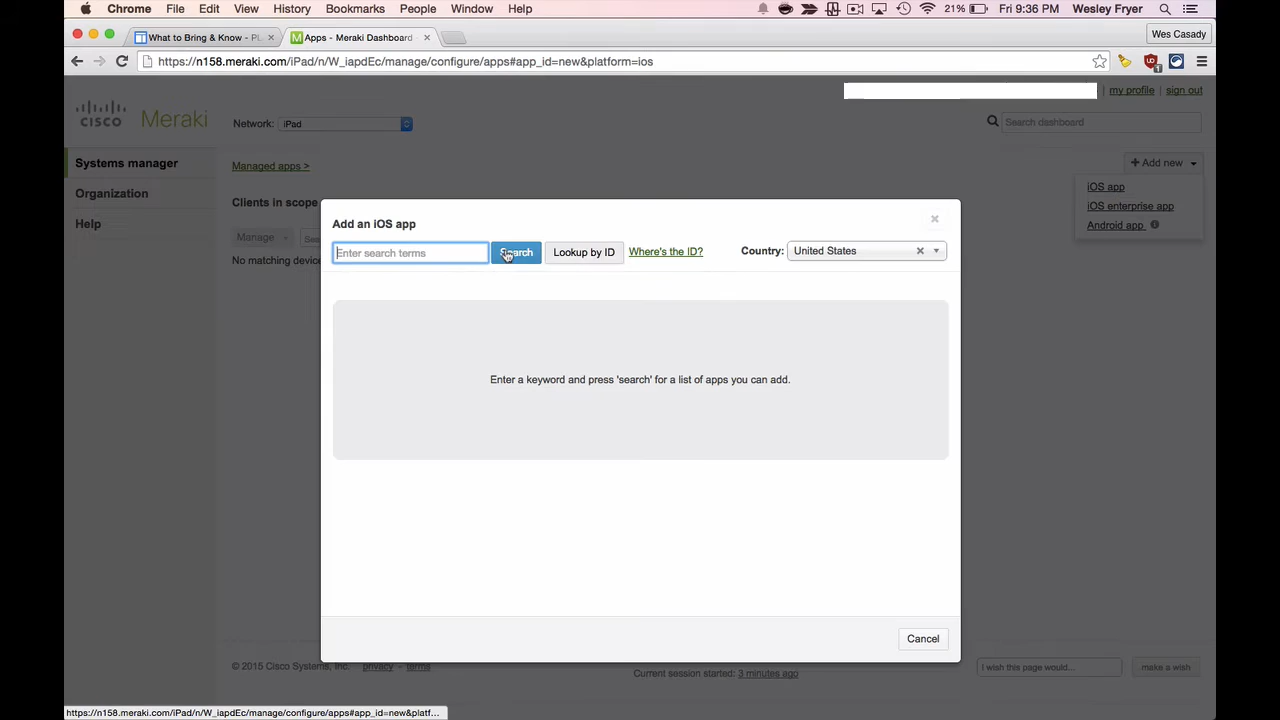 Chrome File Edit View History Bookmarks People Window Help 21% Fri 9:36 PM Wesley Fryer
What to Bring & Know - PL Apps - Meraki Dashboard Wes Casady
https://n158.meraki.com/iPad/n/W_iapdEc/manage/configure/apps#app_id=new&platform=ios
my profile | sign out
CISCO Meraki Network: iPad Search dashboard
Systems manager Managed apps > + Add new
Organization Clients in scope iOS app
Help Manage Sea iOS enterprise app
No matching device Android app
Add an iOS app
Enter search terms Search Lookup by ID Where's the ID? Country: United States
Enter a keyword and press 'search' for a list of apps you can add.
Cancel
© 2015 Cisco Systems, Inc. privacy - terms Current session started: 3 minutes ago I wish this page would... make a wish
https://n158.meraki.com/iPad/n/W_iapdEc/manage/configure/apps#app_id=new&platf...